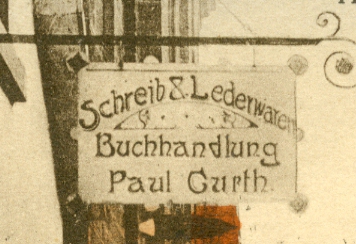 Schreib & Lederwaren
Buchhandlung
Paul Gurth.